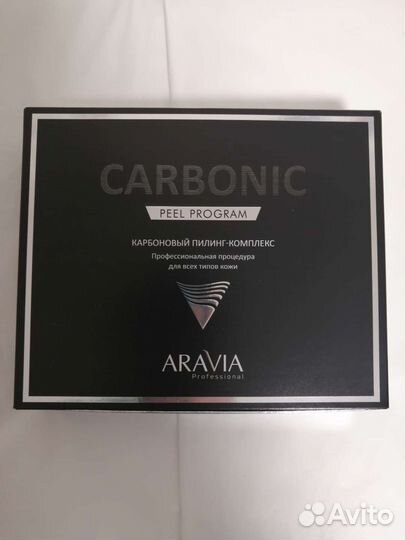 CARBONIC
PEEL PROGRAM
КАРБОНОВЫЙ ПИЛИНГ-КОМПЛЕКС
Профессиональная процедура
для всех типов кожи
ARAVIA
Professional
Avito